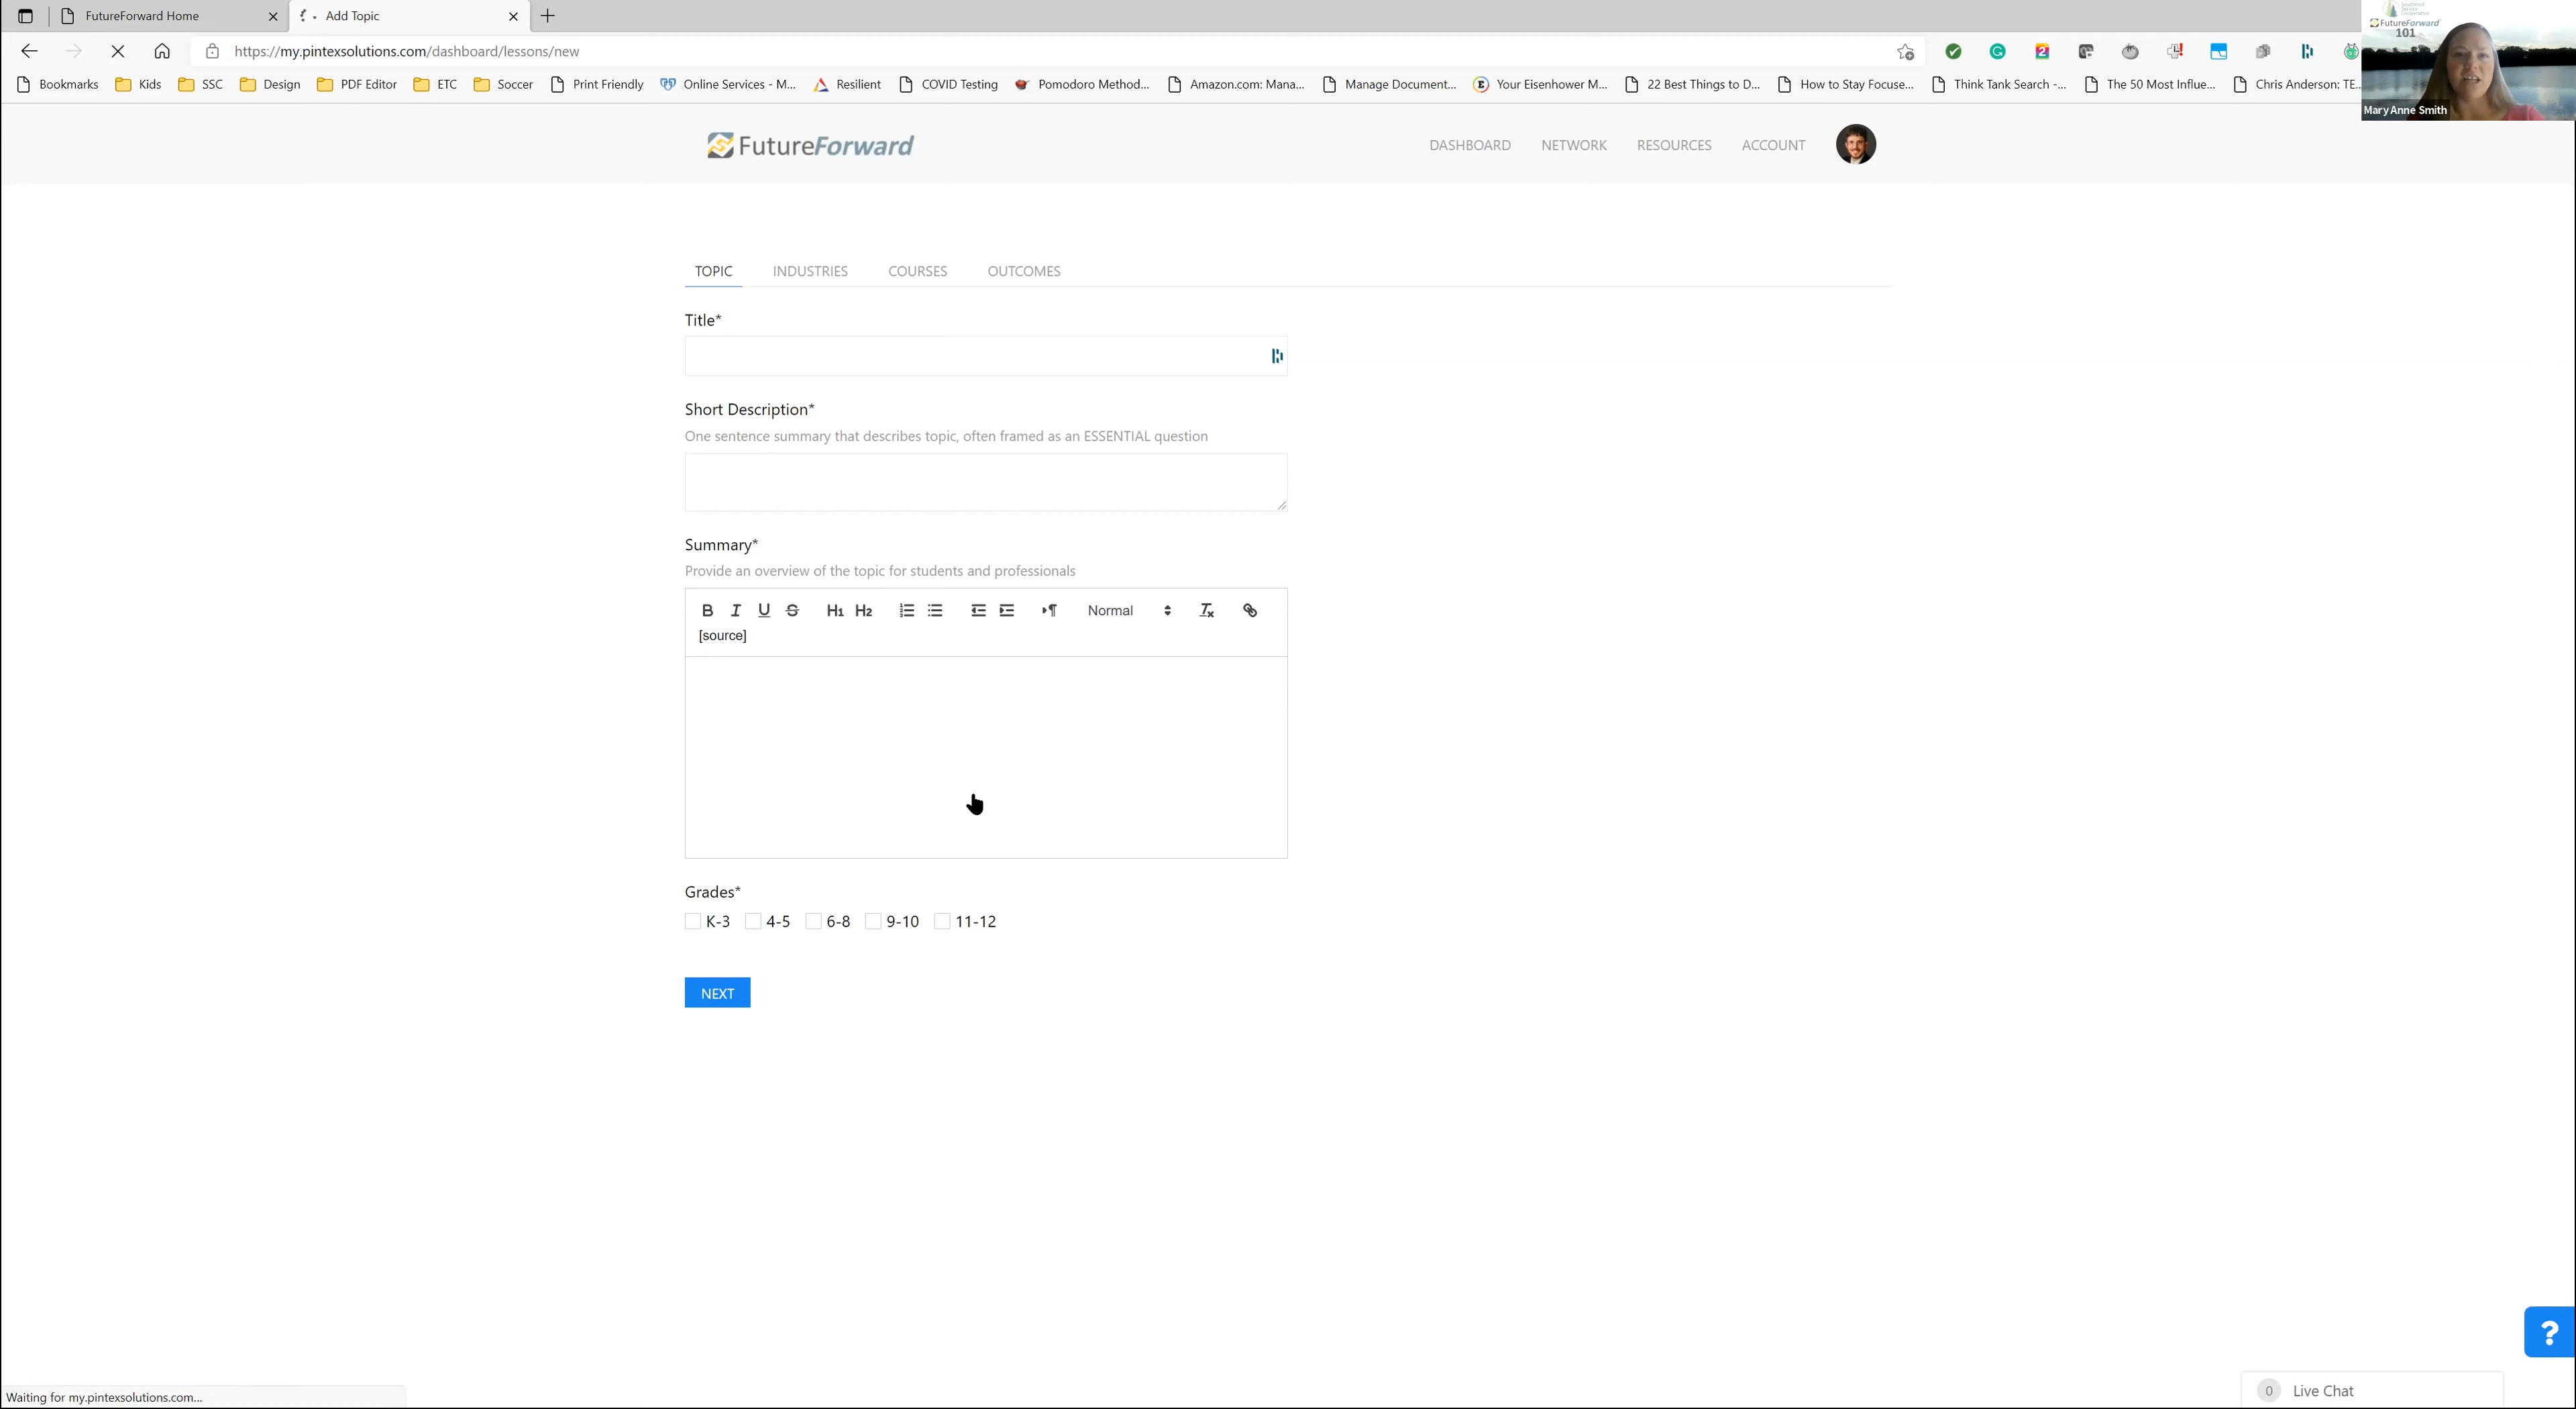 FutureForward Home
Add Topic
https://my.pintexsolutions.com/dashboard/lessons/new
Bookmarks Kids SSC Design PDF Editor ETC Soccer Print Friendly Online Services - M... Resilient COVID Testing Pomodoro Method... Amazon.com: Mana... Manage Document... Your Eisenhower M... 22 Best Things to D... How to Stay Focuse... Think Tank Search -... The 50 Most Influe... Chris Anderson: TE...
FutureForward
101
Mary Anne Smith
FutureForward
DASHBOARD NETWORK RESOURCES ACCOUNT
TOPIC INDUSTRIES COURSES OUTCOMES
Title*
Short Description*
One sentence summary that describes topic, often framed as an ESSENTIAL question
Summary*
Provide an overview of the topic for students and professionals
B I U S H1 H2 Normal
[source]
Grades*
K-3 4-5 6-8 9-10 11-12
NEXT
?
0 Live Chat
Waiting for my.pintexsolutions.com...